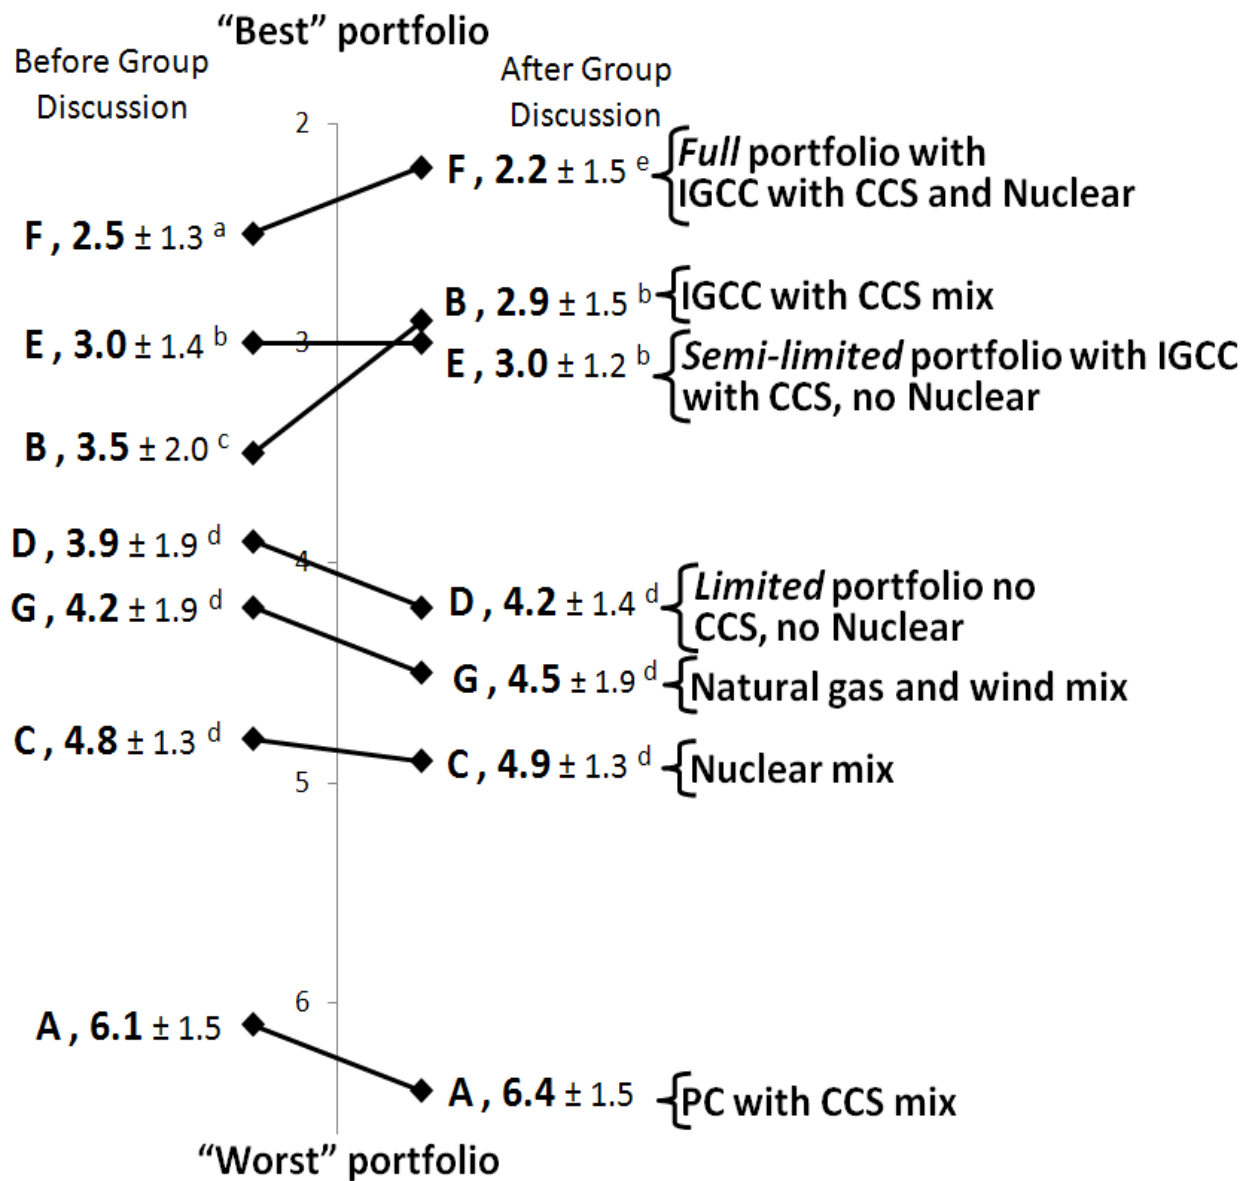 “Best” portfolio
Before Group
Discussion
After Group
Discussion
2
3
4
5
6
F , 2.5 ± 1.3 a
E , 3.0 ± 1.4 b
B , 3.5 ± 2.0 c
D , 3.9 ± 1.9 d
G , 4.2 ± 1.9 d
C , 4.8 ± 1.3 d
A , 6.1 ± 1.5
F , 2.2 ± 1.5 e
Full portfolio with
IGCC with CCS and Nuclear
B , 2.9 ± 1.5 b
IGCC with CCS mix
E , 3.0 ± 1.2 b
Semi-limited portfolio with IGCC
with CCS, no Nuclear
D , 4.2 ± 1.4 d
Limited portfolio no
CCS, no Nuclear
G , 4.5 ± 1.9 d
Natural gas and wind mix
C , 4.9 ± 1.3 d
Nuclear mix
A , 6.4 ± 1.5
PC with CCS mix
“Worst” portfolio